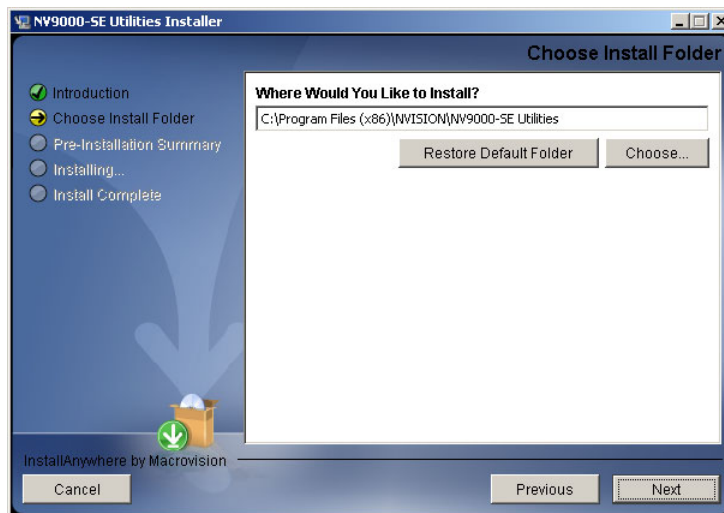 NV9000-SE Utilities Installer
Choose Install Folder
Introduction
Choose Install Folder
Pre-Installation Summary
Installing...
Install Complete
Where Would You Like to Install?
C:\Program Files (x86)\NVISION\NV9000-SE Utilities
Restore Default Folder
Choose...
InstallAnywhere by Macrovision
Cancel
Previous
Next